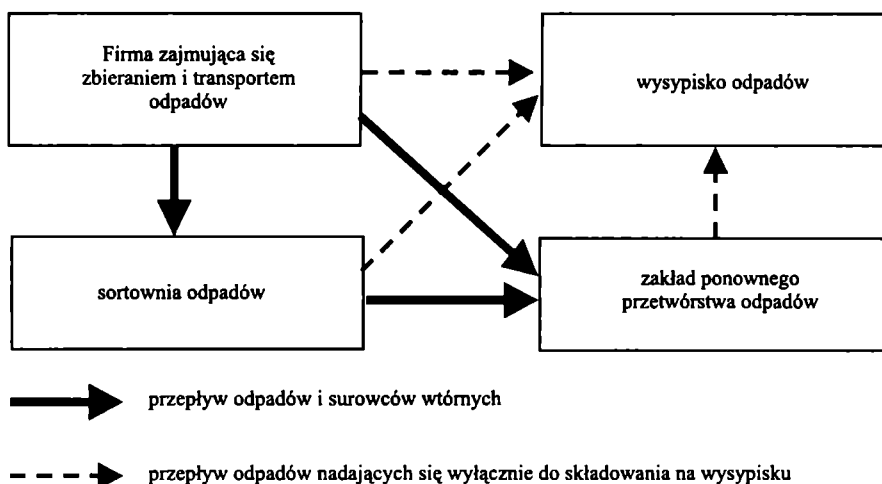 Firma zajmująca się
zbieraniem i transportem
odpadów
wysypisko odpadów
sortownia odpadów
zakład ponownego
przetwórstwa odpadów
przepływ odpadów i surowców wtórnych
przepływ odpadów nadających się wyłącznie do składowania na wysypisku